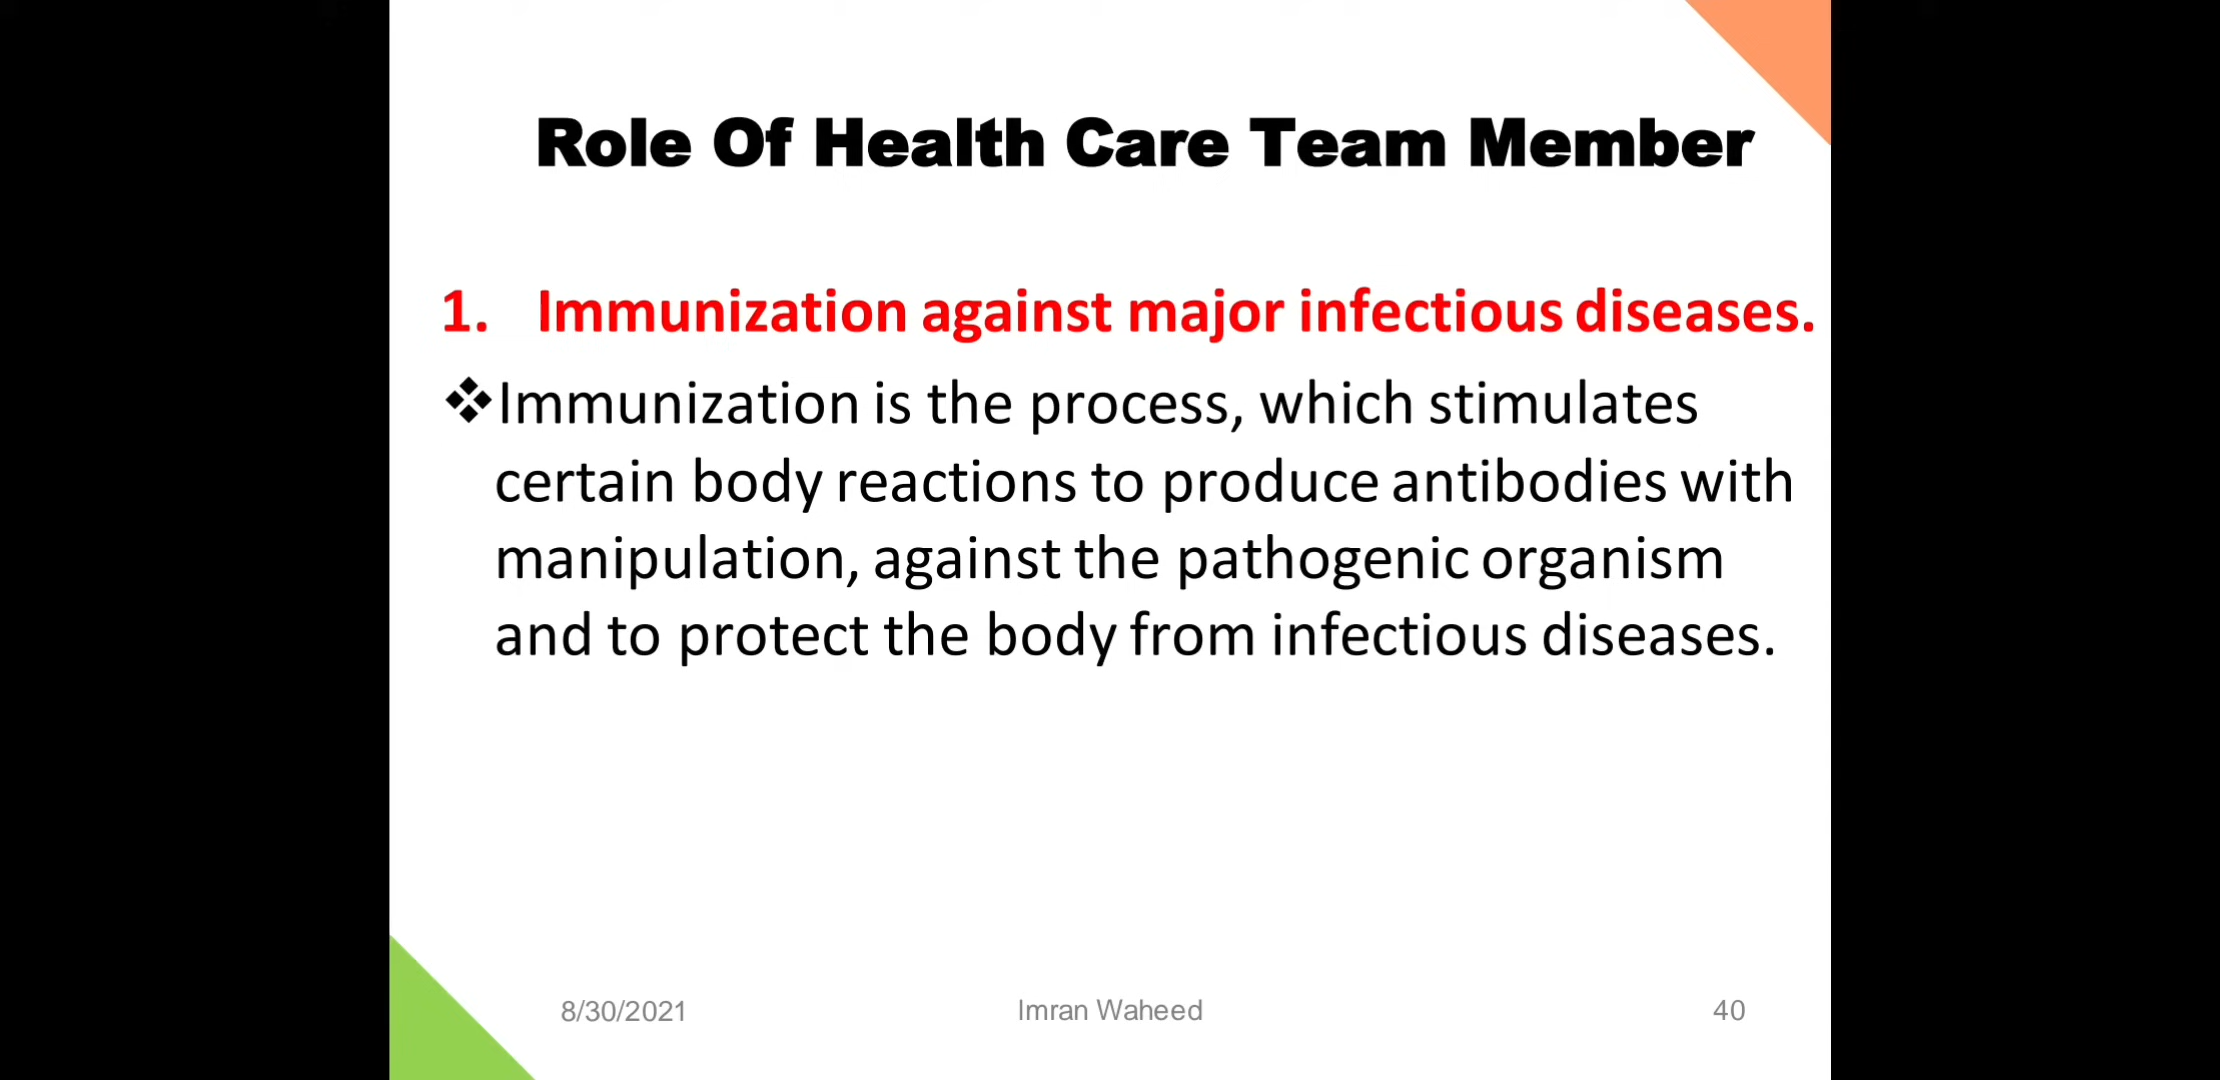 Role Of Health Care Team Member
1. Immunization against major infectious diseases.
❖Immunization is the process, which stimulates
certain body reactions to produce antibodies with
manipulation, against the pathogenic organism
and to protect the body from infectious diseases.
8/30/2021 Imran Waheed 40